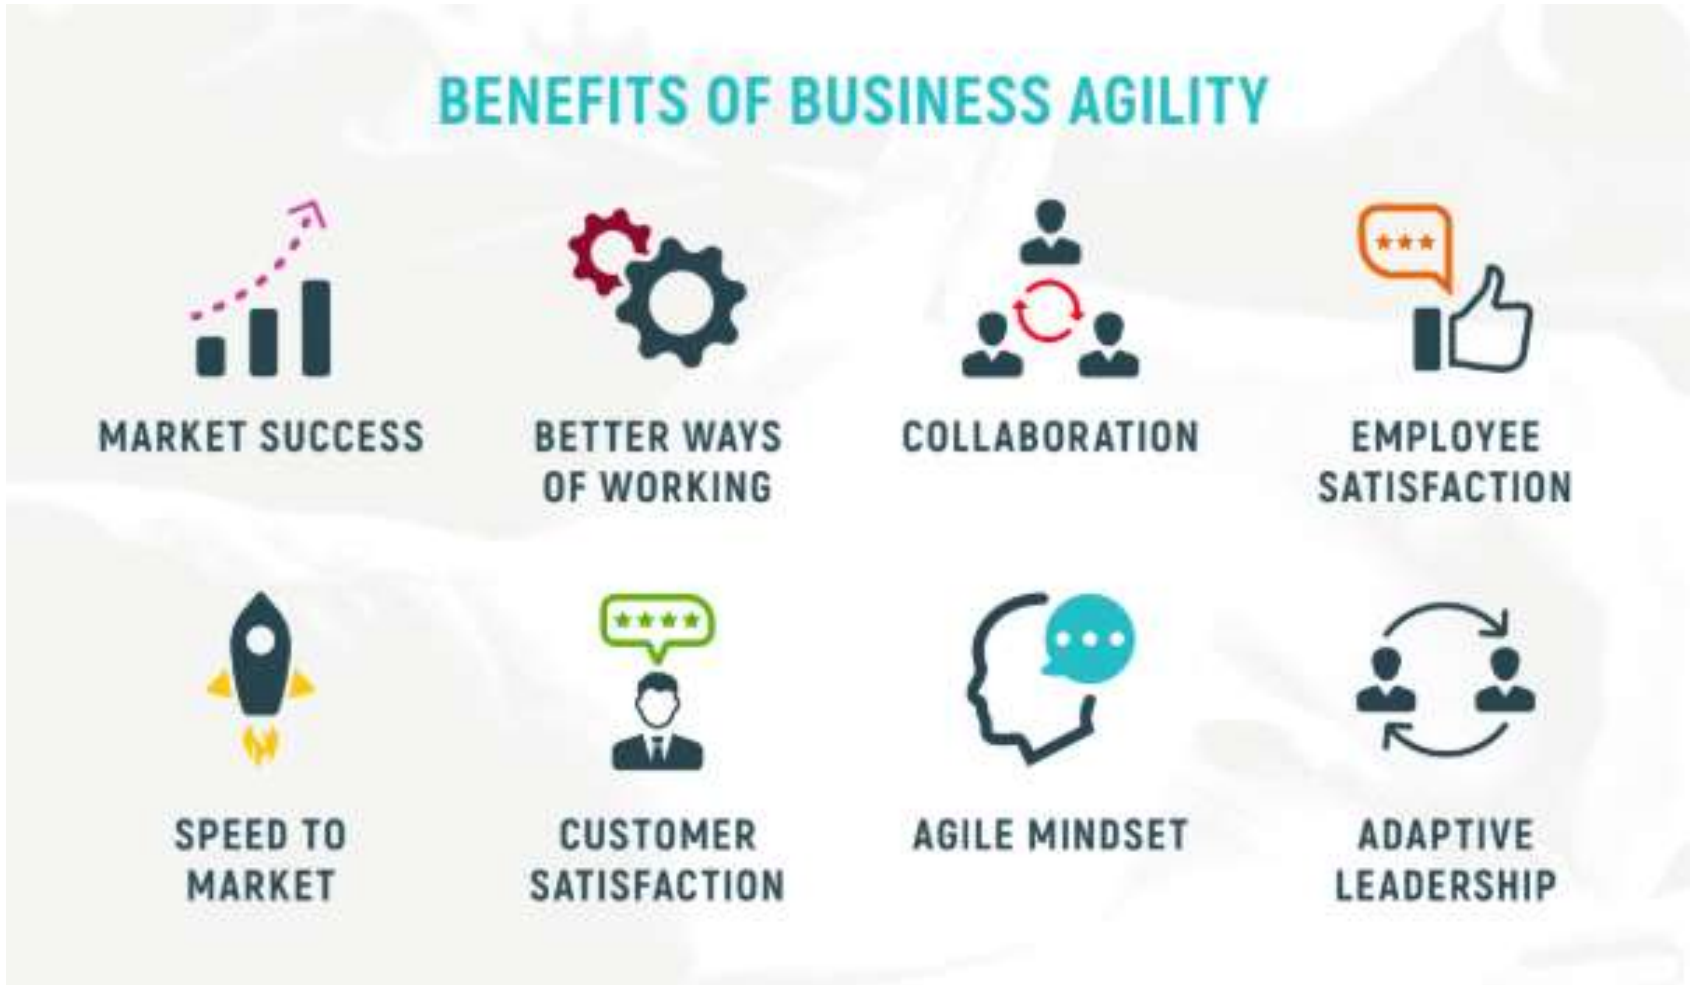 BENEFITS OF BUSINESS AGILITY
MARKET SUCCESS
BETTER WAYS
OF WORKING
COLLABORATION
EMPLOYEE
SATISFACTION
SPEED TO
MARKET
CUSTOMER
SATISFACTION
AGILE MINDSET
ADAPTIVE
LEADERSHIP